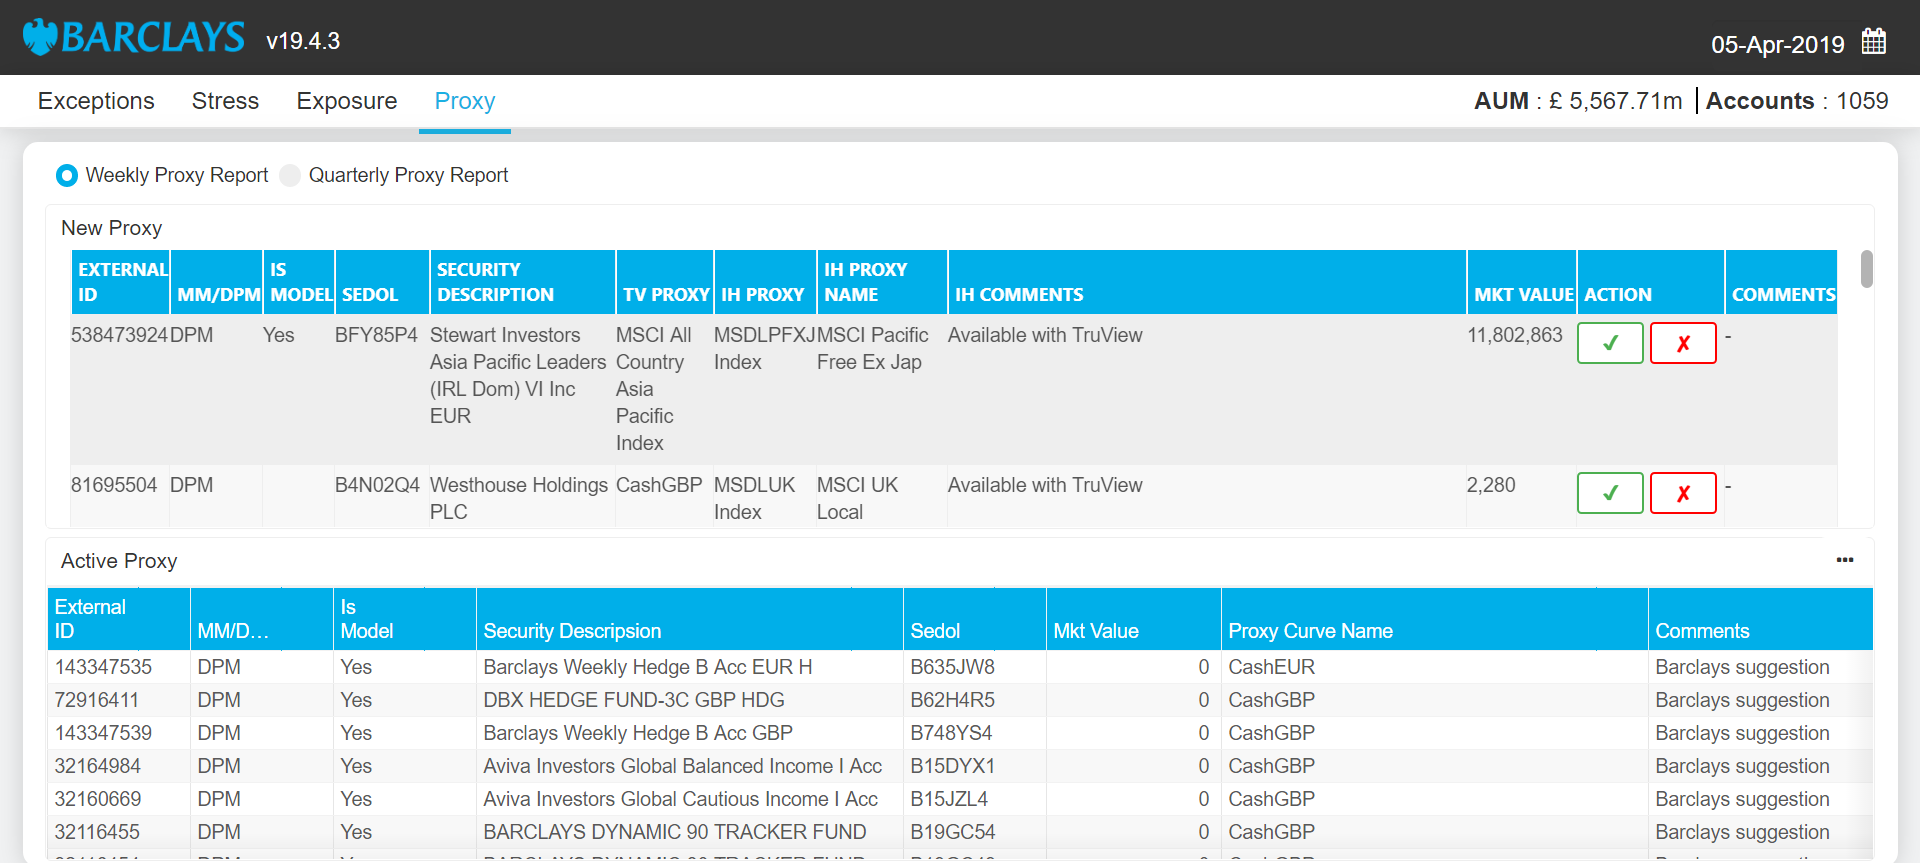 BARCLAYS v19.4.3
05-Apr-2019
Exceptions Stress Exposure Proxy
AUM : £ 5,567.71m | Accounts : 1059
Weekly Proxy Report Quarterly Proxy Report
New Proxy
EXTERNAL ID MM/DPM IS MODEL SEDOL SECURITY DESCRIPTION TV PROXY IH PROXY IH PROXY NAME IH COMMENTS MKT VALUE ACTION COMMENTS
538473924 DPM Yes BFY85P4 Stewart Investors MSCI All MSDLPFXJ MSCI Pacific Available with TruView 11,802,863 ✓ ✗ -
Asia Pacific Leaders Country Index Free Ex Jap
(IRL Dom) VI Inc Asia
EUR Pacific
Index
81695504 DPM B4N02Q4 Westhouse Holdings CashGBP MSDLUK MSCI UK Available with TruView 2,280 ✓ ✗ -
PLC Index Local
Active Proxy ...
External ID MM/D... Is Model Security Descripsion Sedol Mkt Value Proxy Curve Name Comments
143347535 DPM Yes Barclays Weekly Hedge B Acc EUR H B635JW8 0 CashEUR Barclays suggestion
72916411 DPM Yes DBX HEDGE FUND-3C GBP HDG B62H4R5 0 CashGBP Barclays suggestion
143347539 DPM Yes Barclays Weekly Hedge B Acc GBP B748YS4 0 CashGBP Barclays suggestion
32164984 DPM Yes Aviva Investors Global Balanced Income I Acc B15DYX1 0 CashGBP Barclays suggestion
32160669 DPM Yes Aviva Investors Global Cautious Income I Acc B15JZL4 0 CashGBP Barclays suggestion
32116455 DPM Yes BARCLAYS DYNAMIC 90 TRACKER FUND B19GC54 0 CashGBP Barclays suggestion